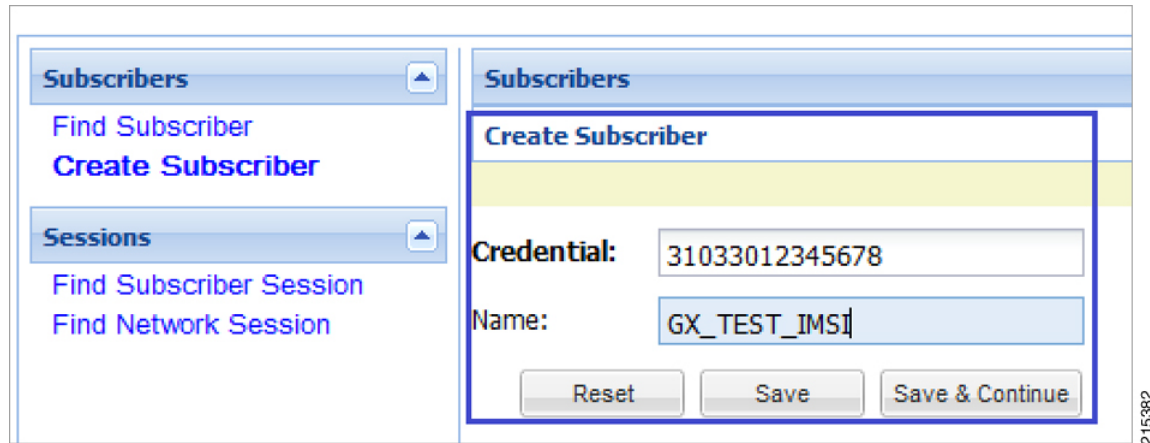 Subscribers
Find Subscriber
Create Subscriber
Sessions
Find Subscriber Session
Find Network Session
Subscribers
Create Subscriber
Credential: 31033012345678
Name: GX_TEST_IMSI
Reset Save Save & Continue
215382